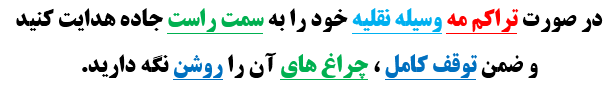 در صورت تراکم مه وسیله نقلیه خود را به سمت راست جاده هدایت کنید
و ضمن توقف کامل ، چراغ های آن را روشن نگه دارید.